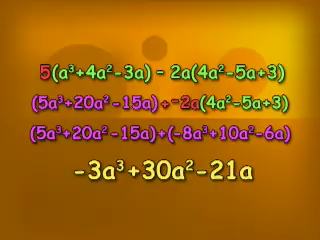 5(a³+4a²-3a) - 2a(4a²-5a+3)
(5a³+20a²-15a) + -2a(4a²-5a+3)
(5a³+20a²-15a)+(-8a³+10a²-6a)
-3a³+30a²-21a